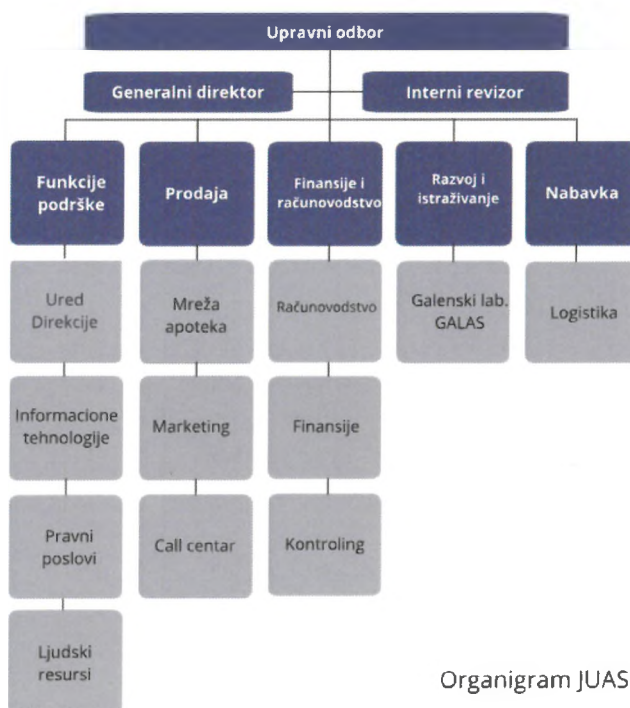 Upravni odbor
Generalni direktor
Interni revizor
Funkcije
podrške
Prodaja
Finansije i
računovodstvo
Razvoj i
istraživanje
Nabavka
Ured
Direkcije
Mreža
apoteka
Računovodstvo
Galenski lab.
GALAS
Logistika
Informacione
tehnologije
Marketing
Finansije
Pravni
poslovi
Call centar
Kontroling
Ljudski
resursi
Organigram JUAS